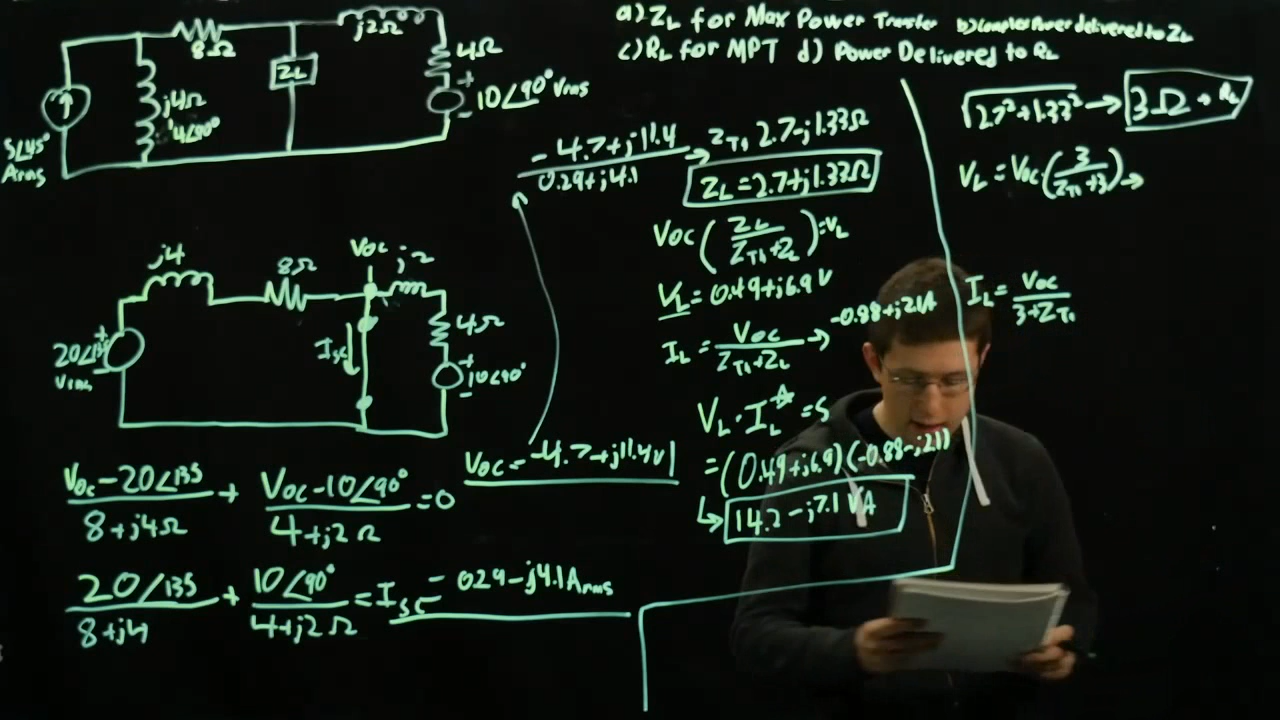 a) ZL for Max Power Transfer b) Complex Power delivered to ZL
c) RL for MPT d) Power Delivered to RL
8Ω
j2Ω
4Ω
ZL
+
10∠90° Vrms
-
j4Ω
4∠90°
5∠45°
Arms
j4
8Ω
Voc
j2
4Ω
Isc
20∠135
Vrms
+
+
10∠90°
-
(Voc - 20∠135)/(8+j4Ω) + (Voc - 10∠90°)/(4+j2Ω) = 0
Voc = -4.7+j11.4V
20∠135/(8+j4) + 10∠90°/(4+j2Ω) = Isc = 0.29-j4.1 Arms
(-4.7+j11.4)/(0.29+j4.1) → ZTh 2.7-j1.33Ω
ZL = 2.7+j1.33Ω
Voc (ZL/(ZTh+ZL)) = VL
VL = 0.49+j6.9V
IL = Voc/(ZTh+ZL) → -0.88+j2.1A
VL · IL* = S
= (0.49+j6.9)(-0.88-j2.1)
↳ 14.2-j7.1 VA
√(2.7²+1.33²) → 3Ω → RL
VL = Voc·(3/(ZTh+3)) →
IL = Voc/(3+ZTh)